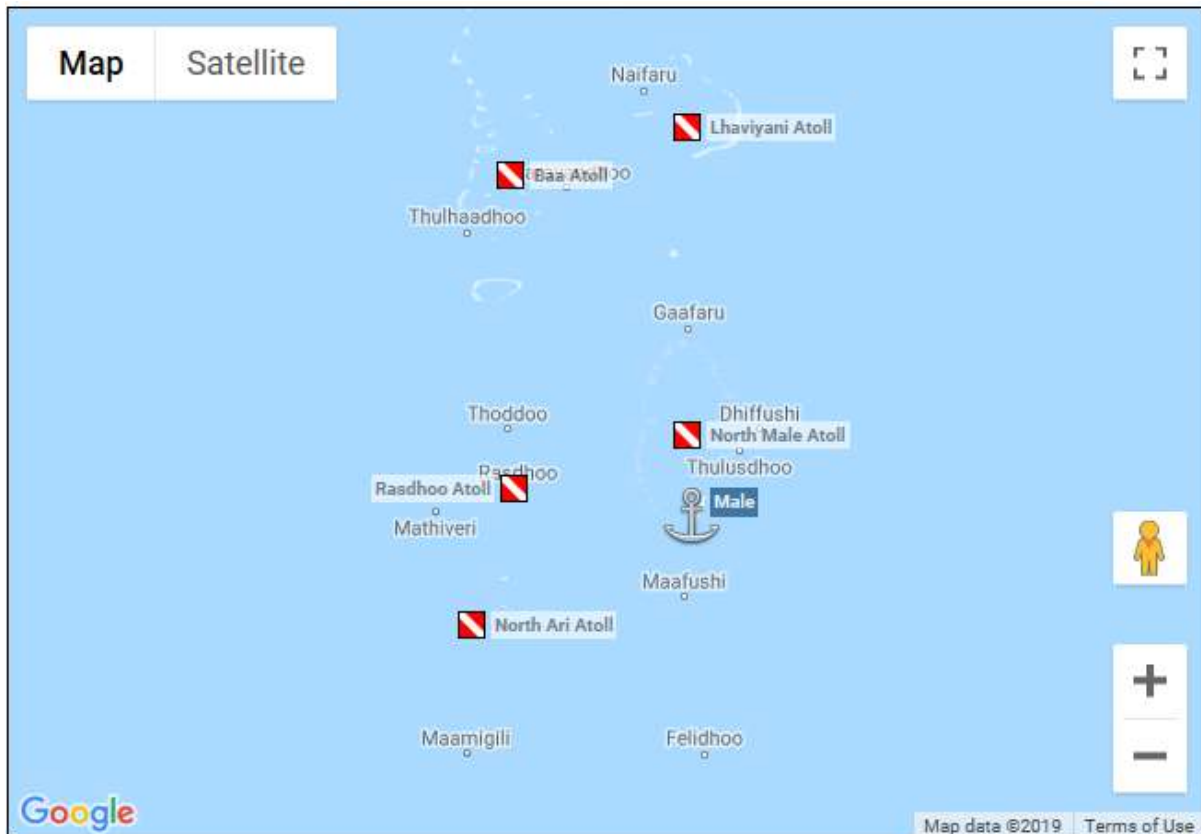 Map Satellite
Naifaru
Lhaviyani Atoll
Baa Atoll
Thulhaadhoo
Gaafaru
Thoddoo
Dhiffushi
North Male Atoll
Rasdhoo
Thulusdhoo
Rasdhoo Atoll
Male
Mathiveri
Maafushi
North Ari Atoll
Maamigili
Felidhoo
Google
Map data ©2019 Terms of Use